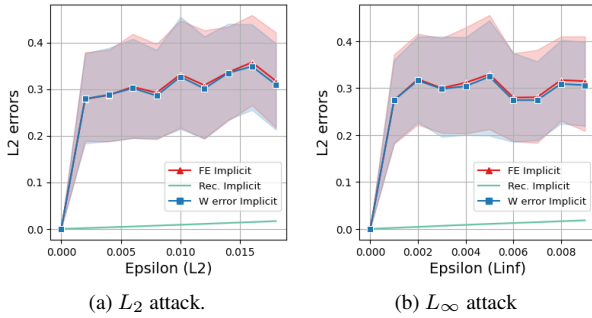 L2 errors
0.4
0.3
0.2
0.1
0.0
FE Implicit
Rec. Implicit
W error Implicit
0.000 0.005 0.010 0.015
Epsilon (L2)
(a) L₂ attack.
L2 errors
0.4
0.3
0.2
0.1
0.0
FE Implicit
Rec. Implicit
W error Implicit
0.000 0.002 0.004 0.006 0.008
Epsilon (Linf)
(b) L∞ attack